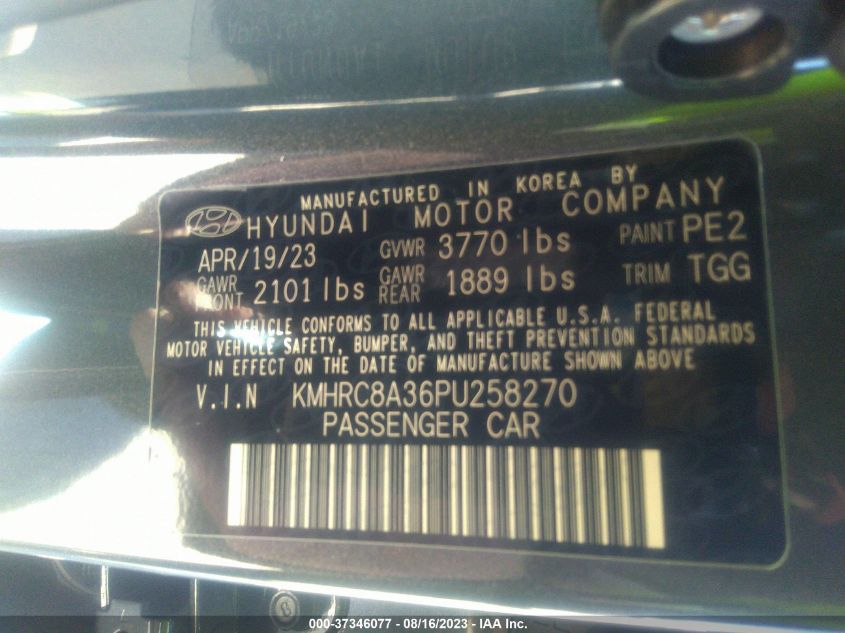 MANUFACTURED IN KOREA BY
HYUNDAI MOTOR COMPANY
APR/19/23 GVWR 3770 lbs PAINT PE2
GAWR FRONT 2101 lbs GAWR REAR 1889 lbs TRIM TGG
THIS VEHICLE CONFORMS TO ALL APPLICABLE U.S.A. FEDERAL
MOTOR VEHICLE SAFETY, BUMPER, AND THEFT PREVENTION STANDARDS
IN EFFECT ON THE DATE OF MANUFACTURE SHOWN ABOVE
V.I.N KMHRC8A36PU258270
PASSENGER CAR
8
000-37346077 - 08/16/2023 - IAA Inc.